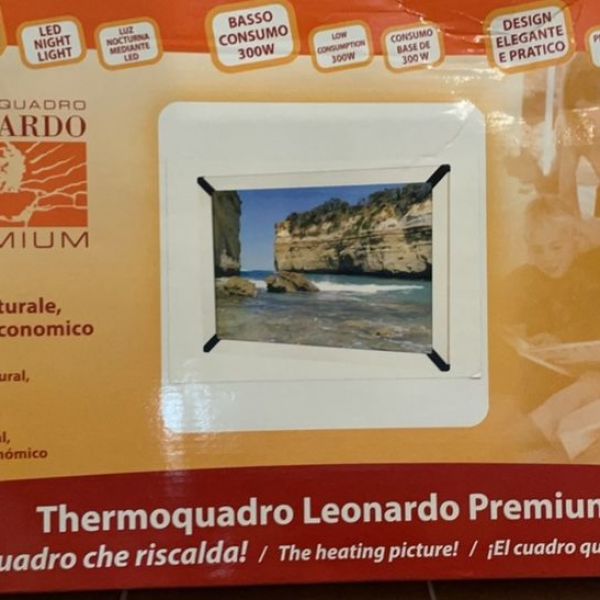 LED
NIGHT
LIGHT
LUZ
NOCTURNA
MEDIANTE
LED
BASSO
CONSUMO
300W
LOW
CONSUMPTION
300W
CONSUMO
BASE DE
300 W
DESIGN
ELEGANTE
E PRATICO
QUADRO
ARDO
MIUM
turale,
conomico
ural,
l,
nómico
Thermoquadro Leonardo Premium
uadro che riscalda! / The heating picture! / ¡El cuadro qu